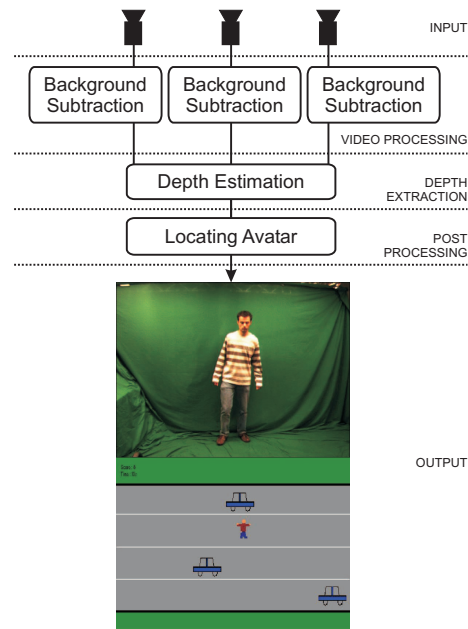 INPUT
Background Subtraction
Background Subtraction
Background Subtraction
VIDEO PROCESSING
Depth Estimation
DEPTH EXTRACTION
Locating Avatar
POST PROCESSING
OUTPUT